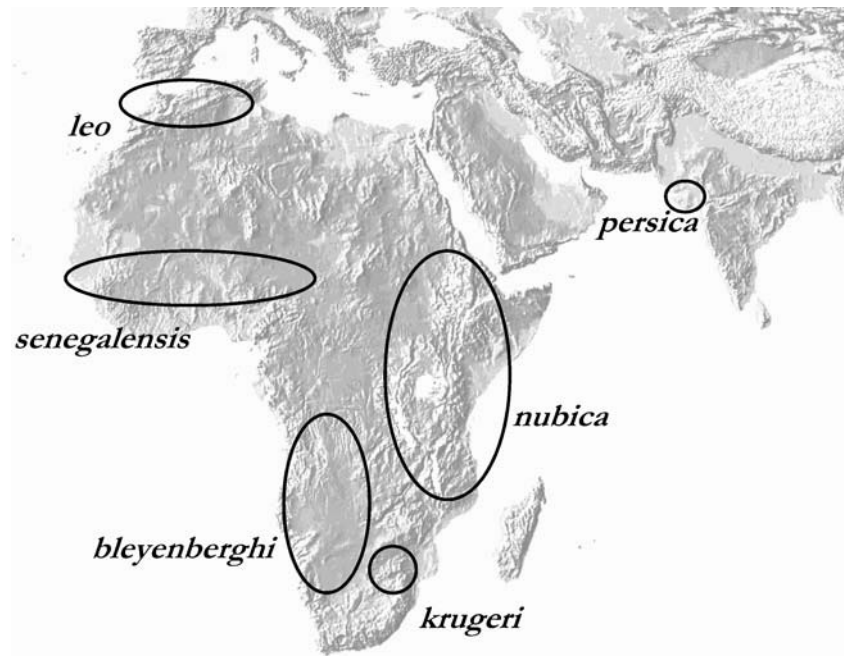 leo
persica
senegalensis
nubica
bleyenberghi
krugeri